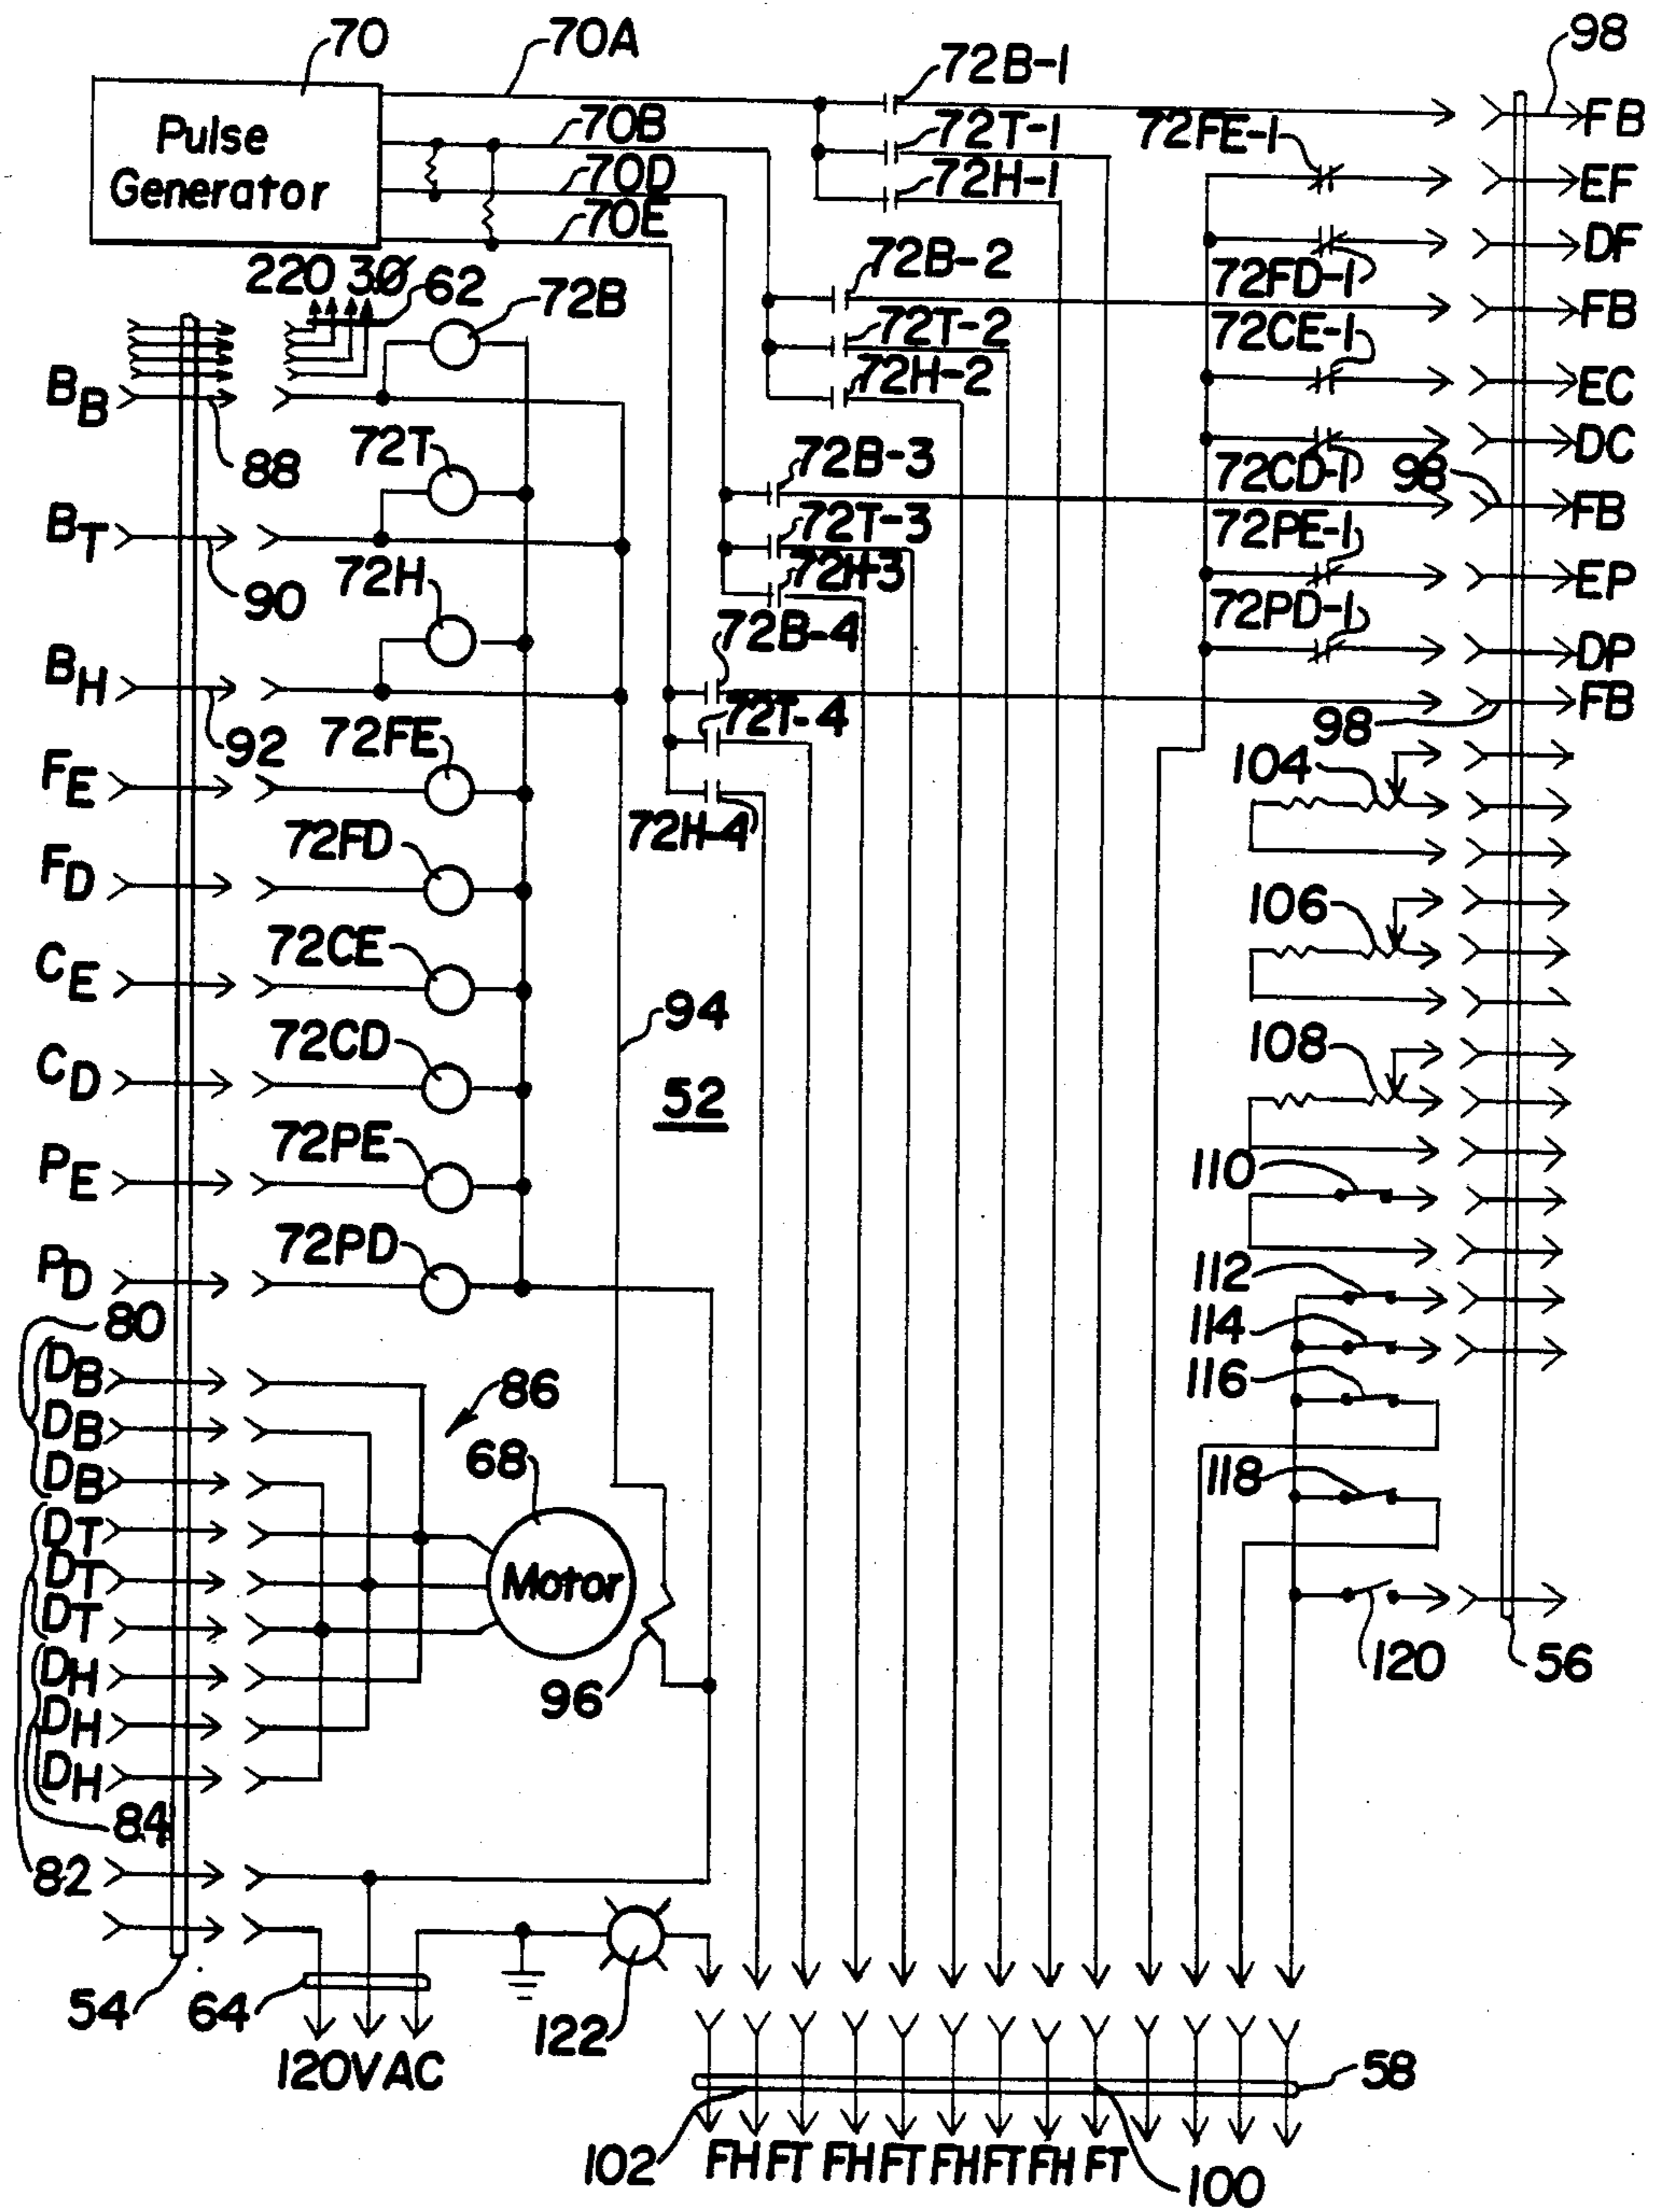 70
70A
72B-1
98
Pulse
Generator
70B
72T-1
72FE-1
FB
70D
72H-1
EF
70E
DF
220 3Ø
62
72B
72B-2
72FD-1
FB
72T-2
72CE-1
BB
72H-2
EC
88
72T
72B-3
72CD-1
98
DC
BT
72T-3
72PE-1
FB
90
72H
72H-3
EP
72B-4
72PD-1
BH
DP
92
72FE
72T-4
98
FB
FE
104
72H-4
FD
72FD
106
CE
72CE
94
108
CD
72CD
52
PE
72PE
110
PD
72PD
112
80
114
DB
86
116
DB
68
DB
118
DT
DT
Motor
DT
120
56
DH
96
DH
DH
84
82
54
64
122
120VAC
58
102
FH FT FH FT FH FT FH FT
100